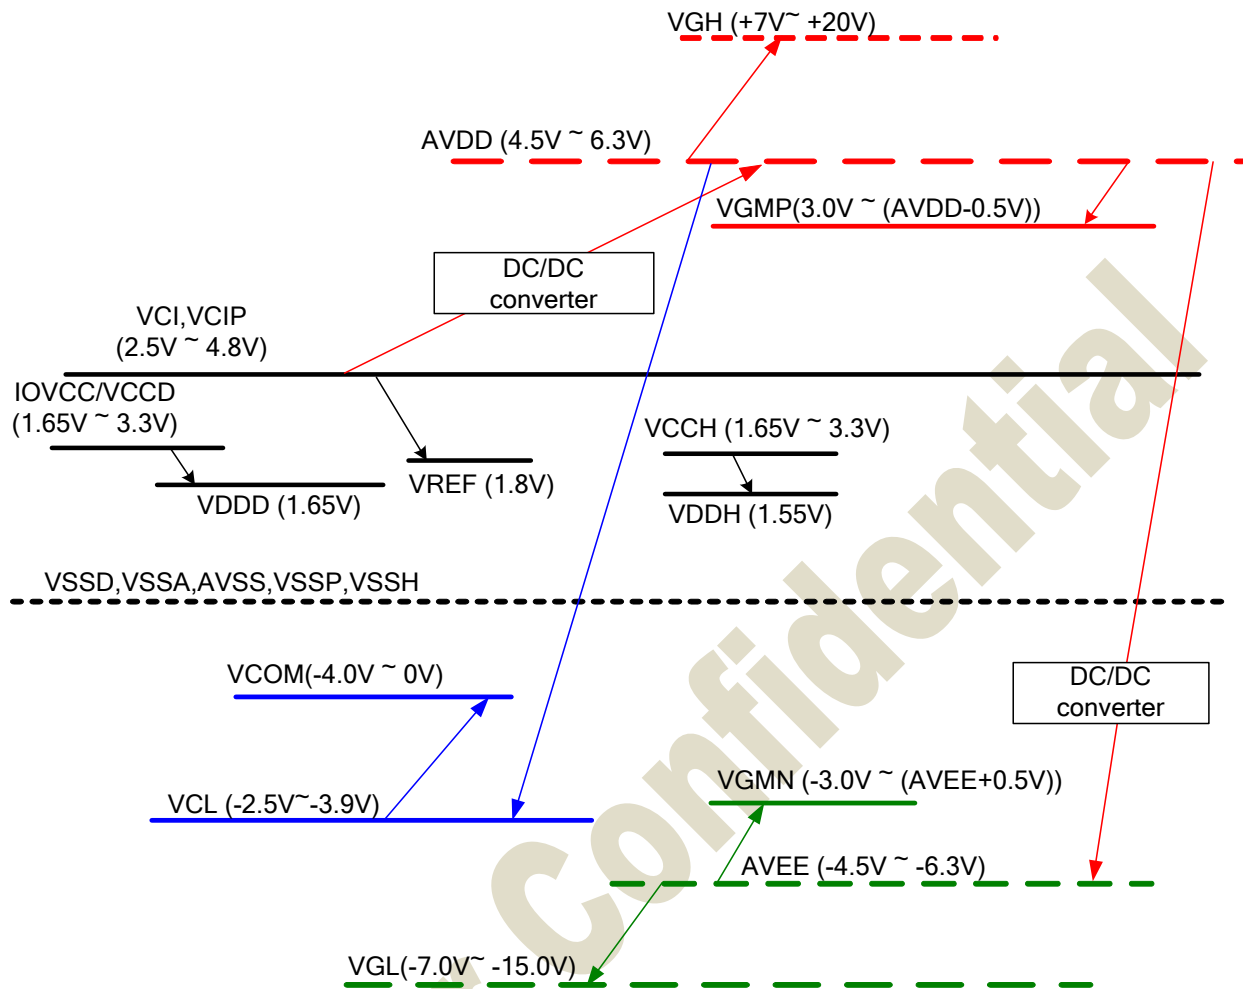 VGH (+7V~ +20V)
AVDD (4.5V ~ 6.3V)
VGMP(3.0V ~ (AVDD-0.5V))
DC/DC
converter
VCI,VCIP
(2.5V ~ 4.8V)
IOVCC/VCCD
(1.65V ~ 3.3V)
VCCH (1.65V ~ 3.3V)
VREF (1.8V)
VDDD (1.65V)
VDDH (1.55V)
VSSD,VSSA,AVSS,VSSP,VSSH
VCOM(-4.0V ~ 0V)
DC/DC
converter
VGMN (-3.0V ~ (AVEE+0.5V))
VCL (-2.5V~-3.9V)
AVEE (-4.5V ~ -6.3V)
VGL(-7.0V~ -15.0V)
Confidential